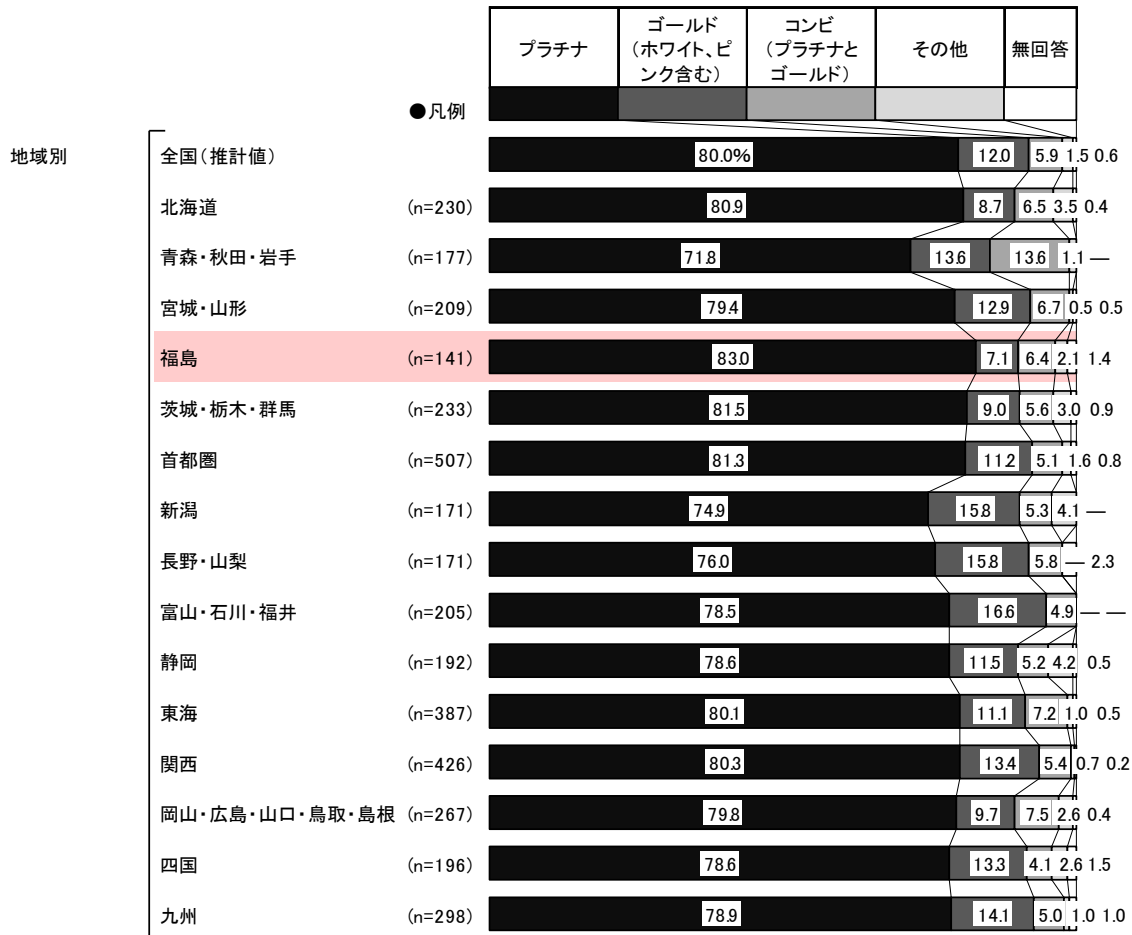 プラチナ
ゴールド
(ホワイト、ピ
ンク含む)
コンビ
(プラチナと
ゴールド)
その他
無回答
●凡例
地域別
全国(推計値) 80.0% 12.0 5.9 1.5 0.6
北海道 (n=230) 80.9 8.7 6.5 3.5 0.4
青森・秋田・岩手 (n=177) 71.8 13.6 13.6 1.1 ―
宮城・山形 (n=209) 79.4 12.9 6.7 0.5 0.5
福島 (n=141) 83.0 7.1 6.4 2.1 1.4
茨城・栃木・群馬 (n=233) 81.5 9.0 5.6 3.0 0.9
首都圏 (n=507) 81.3 11.2 5.1 1.6 0.8
新潟 (n=171) 74.9 15.8 5.3 4.1 ―
長野・山梨 (n=171) 76.0 15.8 5.8 ― 2.3
富山・石川・福井 (n=205) 78.5 16.6 4.9 ― ―
静岡 (n=192) 78.6 11.5 5.2 4.2 0.5
東海 (n=387) 80.1 11.1 7.2 1.0 0.5
関西 (n=426) 80.3 13.4 5.4 0.7 0.2
岡山・広島・山口・鳥取・島根 (n=267) 79.8 9.7 7.5 2.6 0.4
四国 (n=196) 78.6 13.3 4.1 2.6 1.5
九州 (n=298) 78.9 14.1 5.0 1.0 1.0